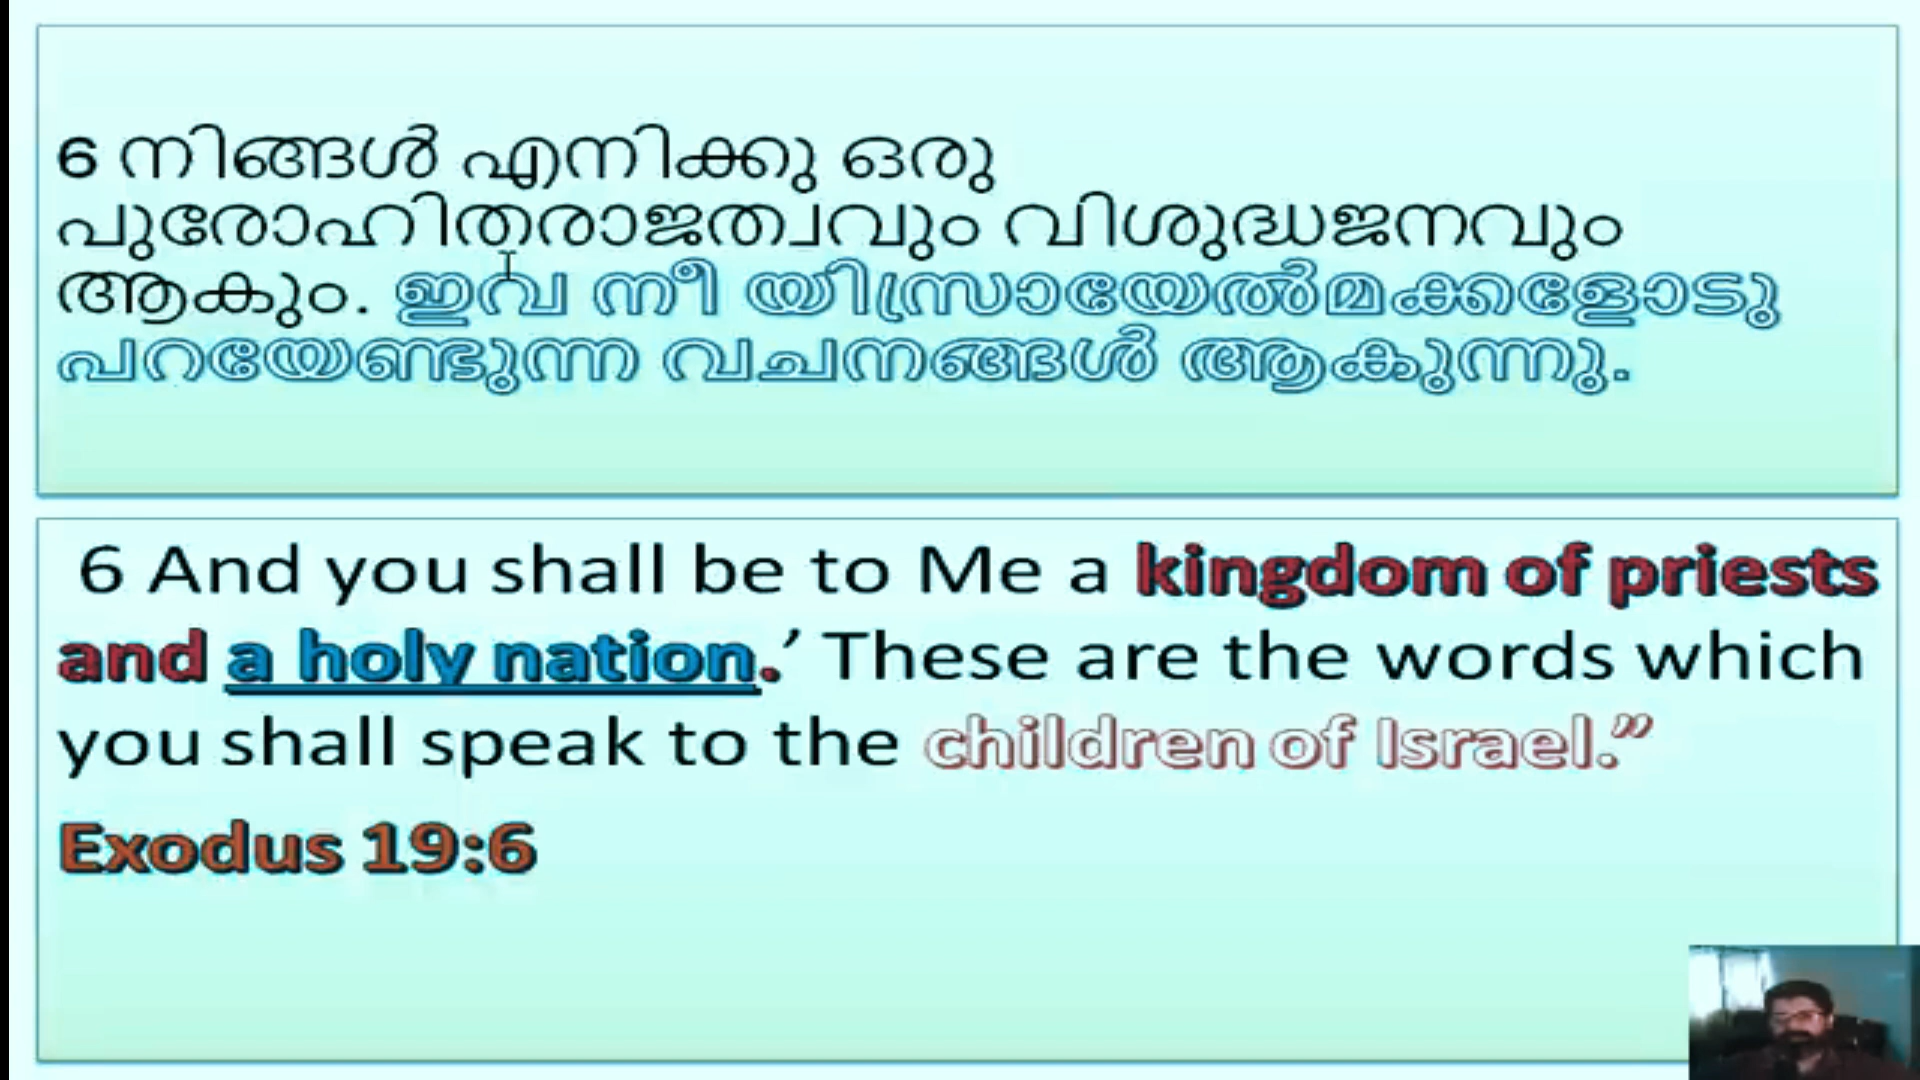 6 നിങ്ങൾ എനിക്കു ഒരു
പുരോഹിതരാജത്വവും വിശുദ്ധജനവും
ആകും. ഇവ നീ യിസ്രായേൽമക്കളോടു
പറയേണ്ടുന്ന വചനങ്ങൾ ആകുന്നു.
6 And you shall be to Me a kingdom of priests
and a holy nation.’ These are the words which
you shall speak to the children of Israel.”
Exodus 19:6